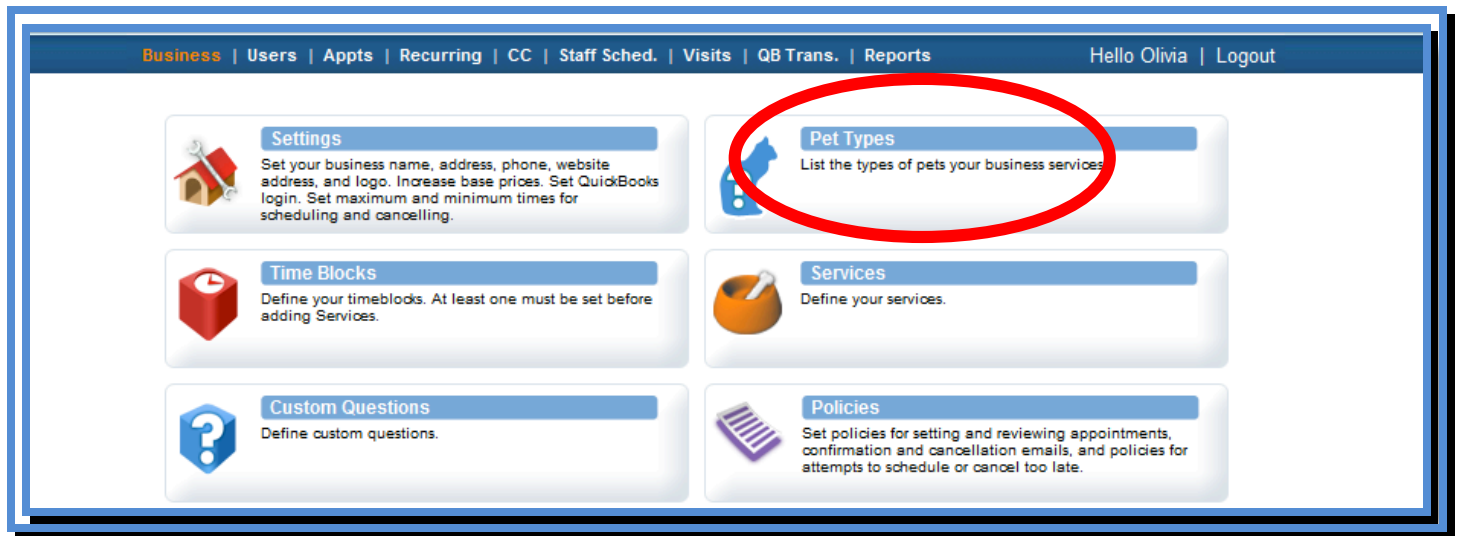 Business | Users | Appts | Recurring | CC | Staff Sched. | Visits | QB Trans. | Reports
Hello Olivia | Logout
Settings
Set your business name, address, phone, website
address, and logo. Increase base prices. Set QuickBooks
login. Set maximum and minimum times for
scheduling and cancelling.
Pet Types
List the types of pets your business services
Time Blocks
Define your timeblocks. At least one must be set before
adding Services.
Services
Define your services.
Custom Questions
Define custom questions.
Policies
Set policies for setting and reviewing appointments,
confirmation and cancellation emails, and policies for
attempts to schedule or cancel too late.